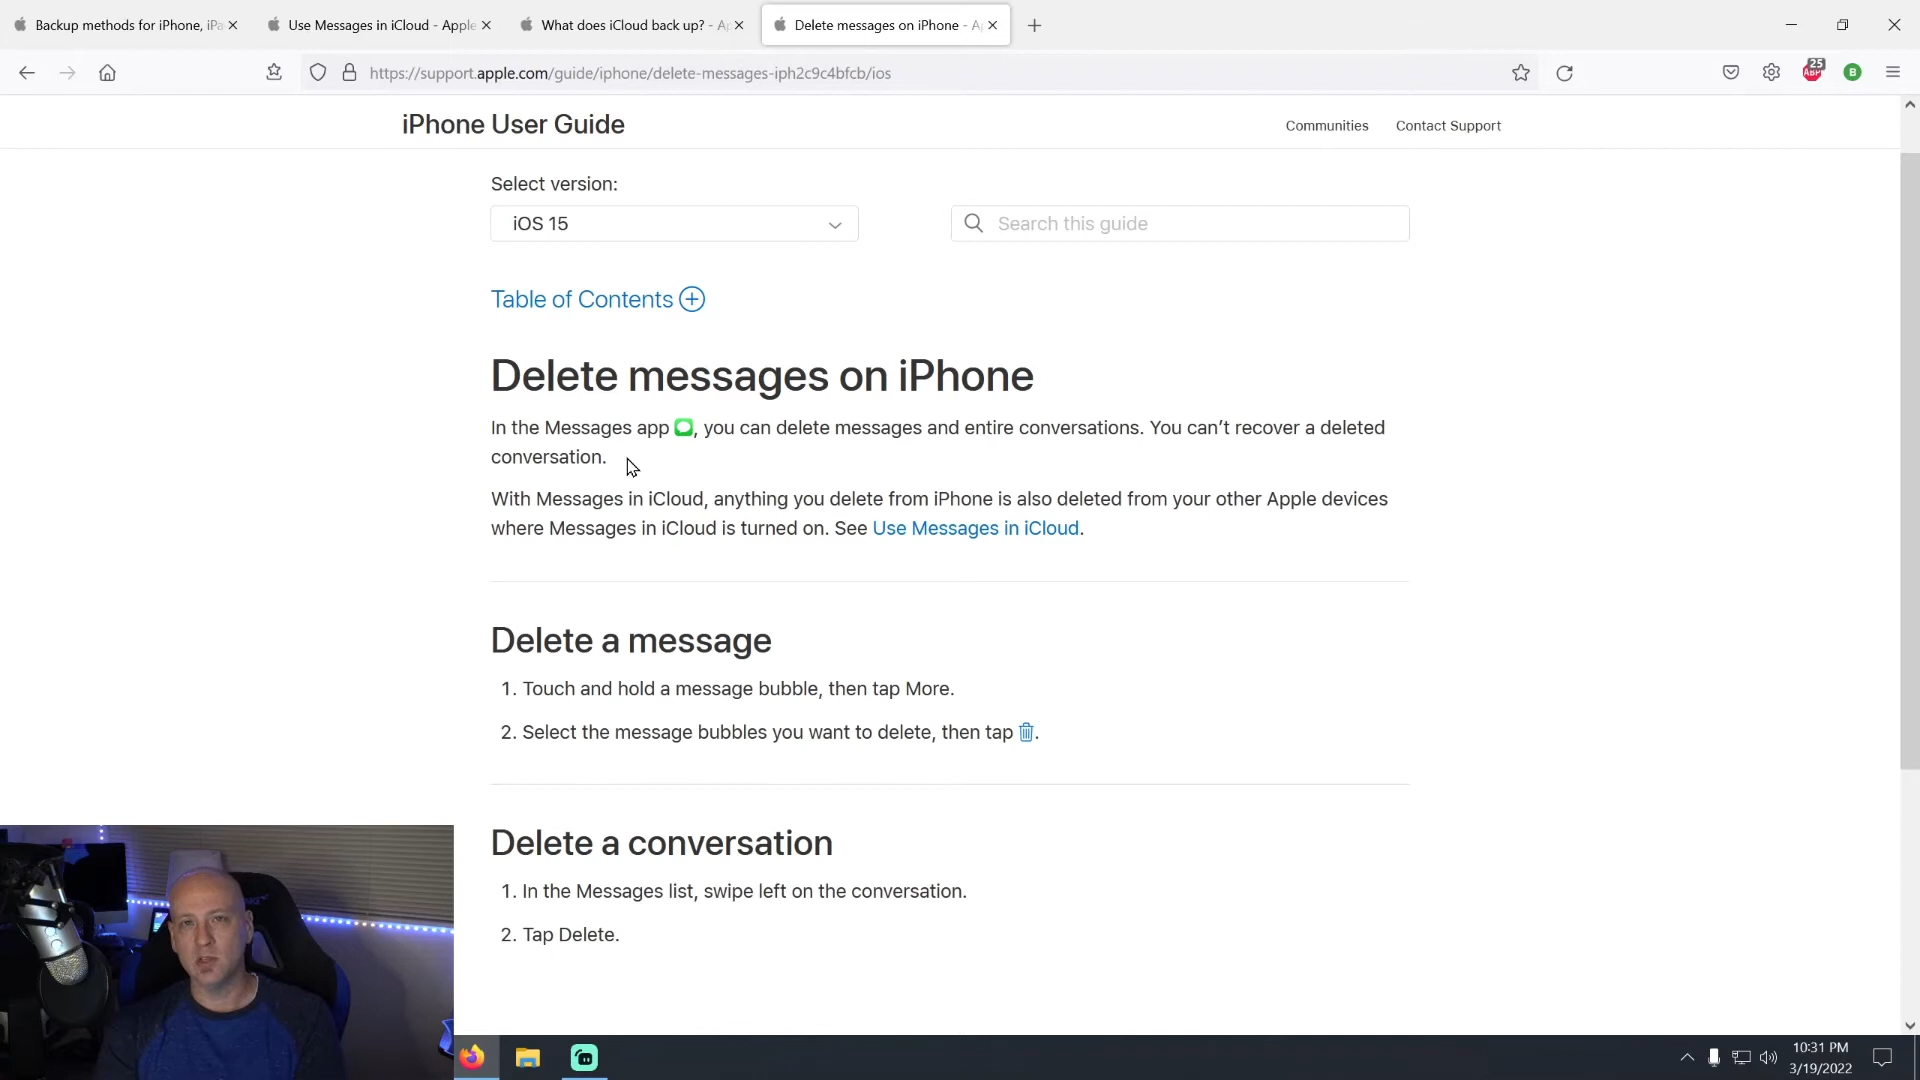 Backup methods for iPhone, iPa
Use Messages in iCloud - Apple
What does iCloud back up? - Ap
Delete messages on iPhone - A
https://support.apple.com/guide/iphone/delete-messages-iph2c9c4bfcb/ios
25
ABP
B
iPhone User Guide
Communities
Contact Support
Select version:
iOS 15
Search this guide
Table of Contents
Delete messages on iPhone
In the Messages app , you can delete messages and entire conversations. You can’t recover a deleted
conversation.
With Messages in iCloud, anything you delete from iPhone is also deleted from your other Apple devices
where Messages in iCloud is turned on. See Use Messages in iCloud.
Delete a message
1. Touch and hold a message bubble, then tap More.
2. Select the message bubbles you want to delete, then tap .
Delete a conversation
1. In the Messages list, swipe left on the conversation.
2. Tap Delete.
10:31 PM
3/19/2022